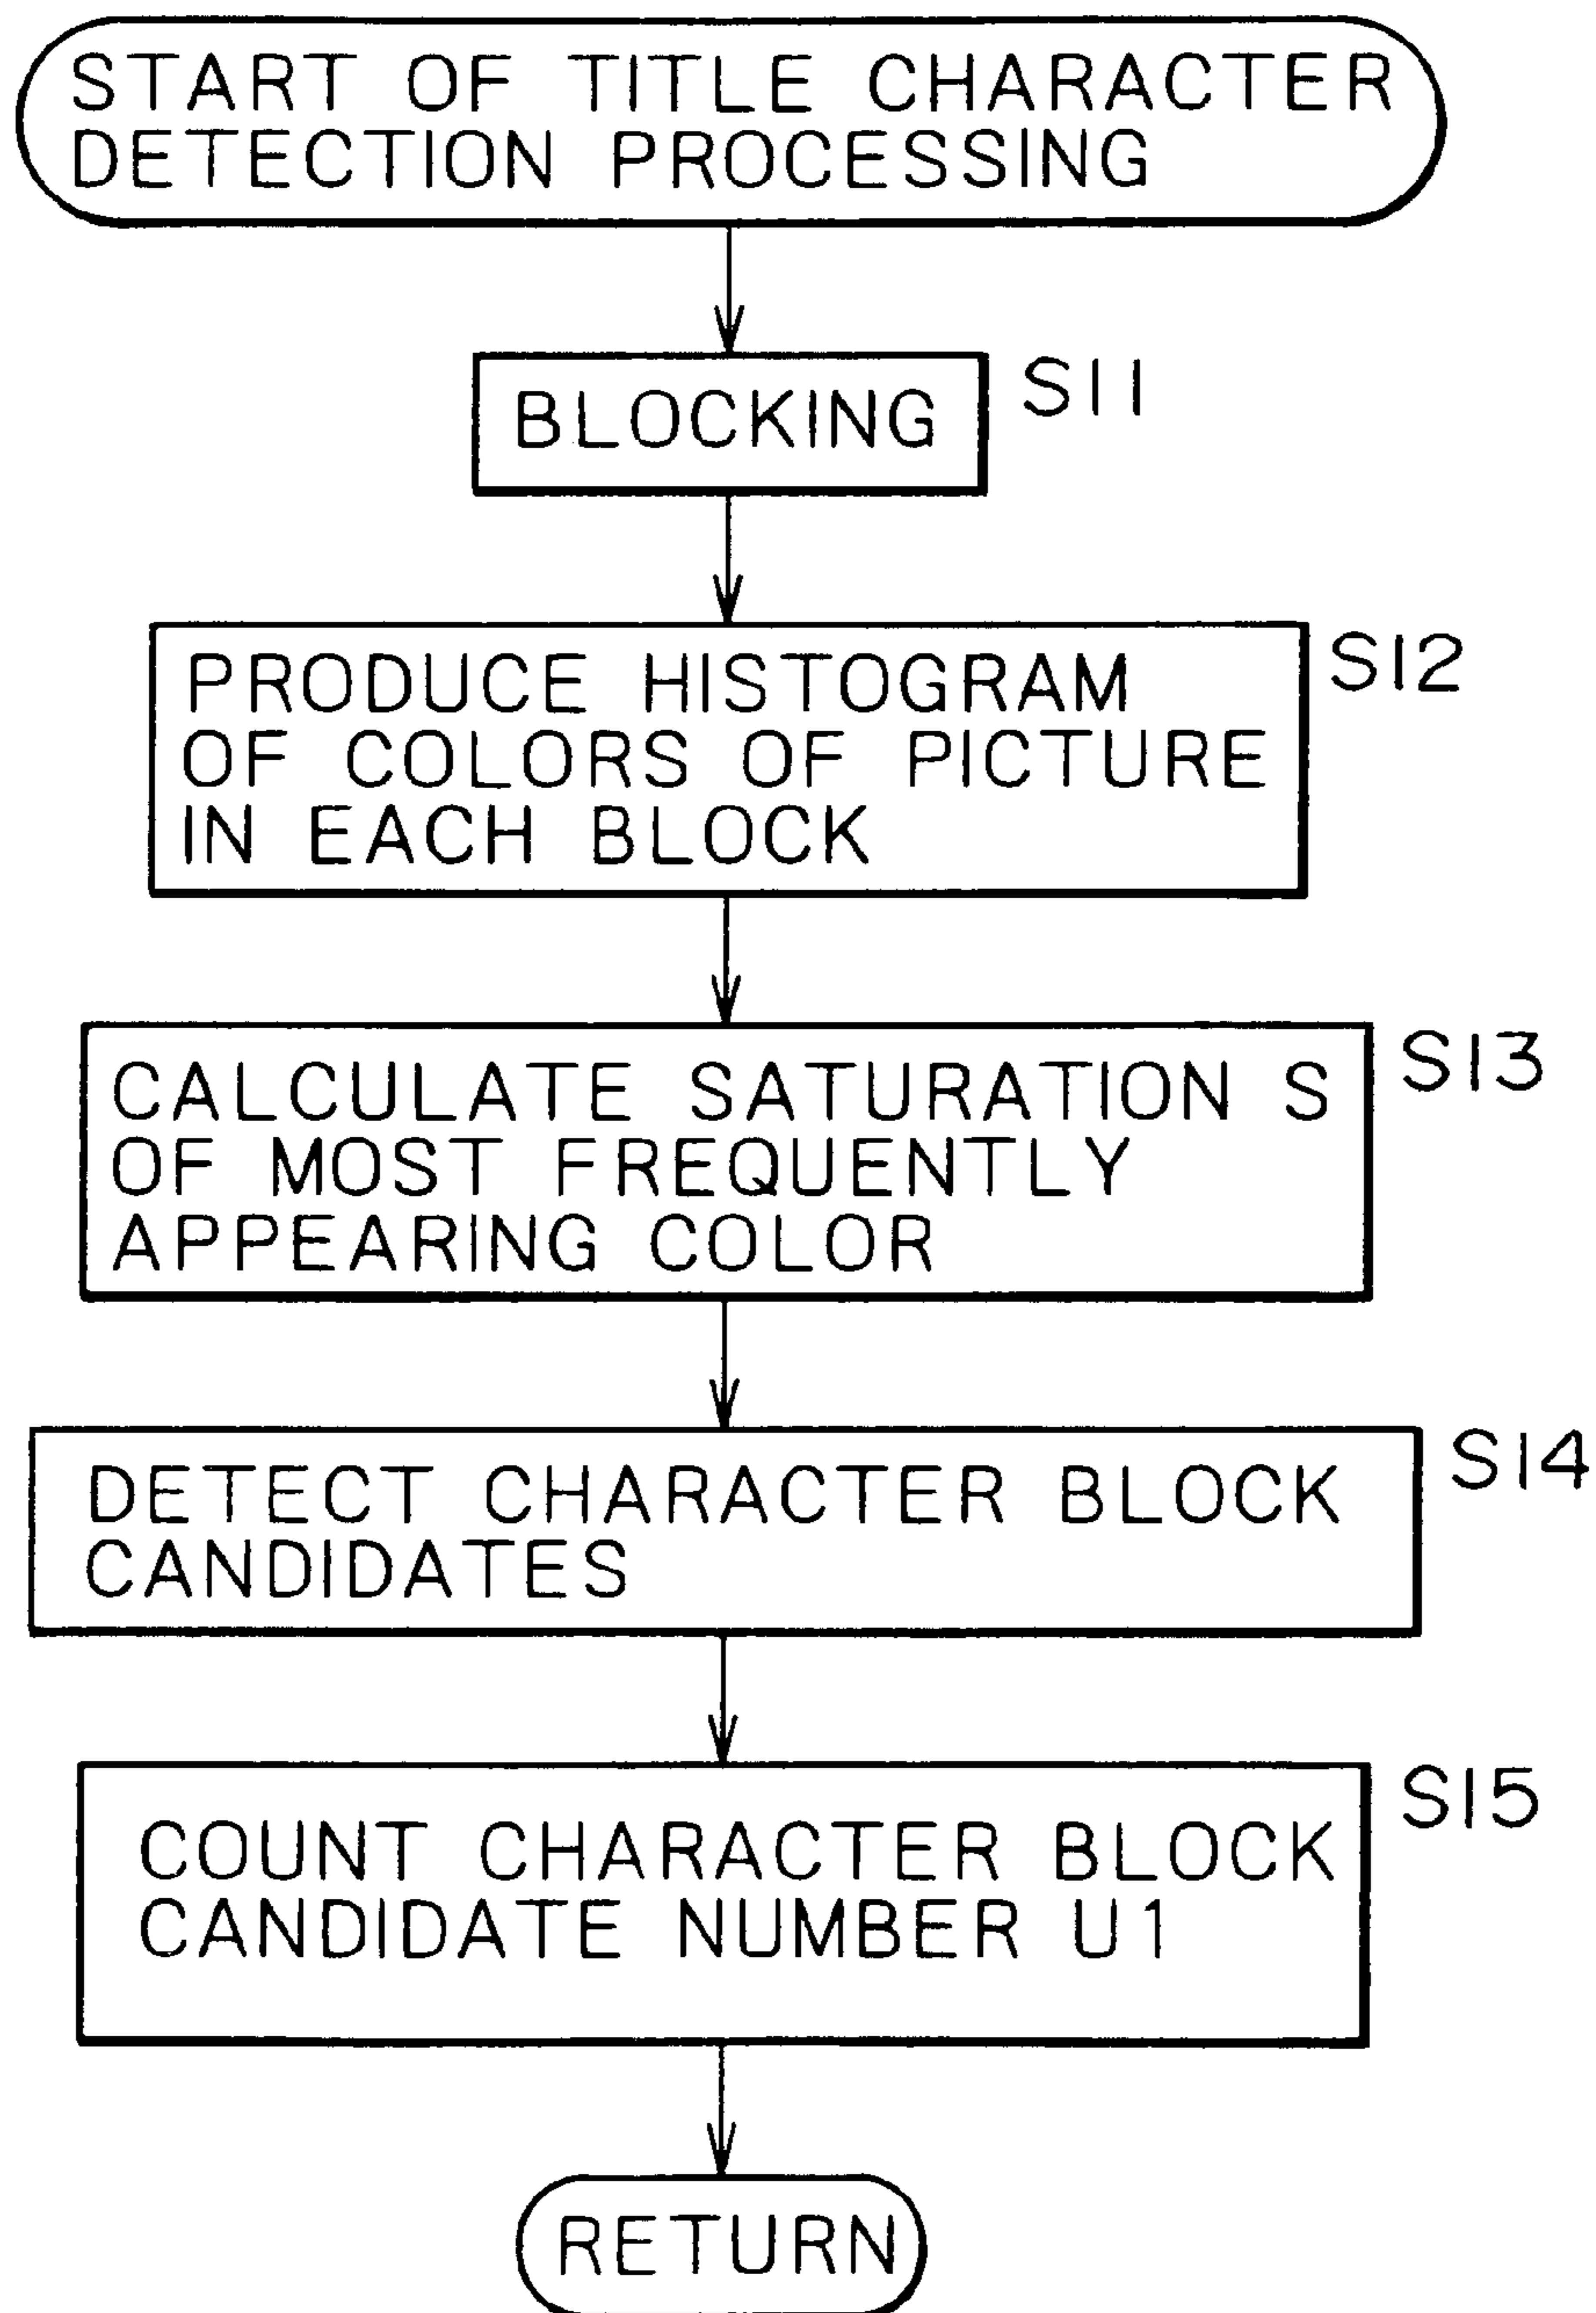 START OF TITLE CHARACTER
DETECTION PROCESSING
BLOCKING
S11
PRODUCE HISTOGRAM
OF COLORS OF PICTURE
IN EACH BLOCK
S12
CALCULATE SATURATION S
OF MOST FREQUENTLY
APPEARING COLOR
S13
DETECT CHARACTER BLOCK
CANDIDATES
S14
COUNT CHARACTER BLOCK
CANDIDATE NUMBER U1
S15
RETURN